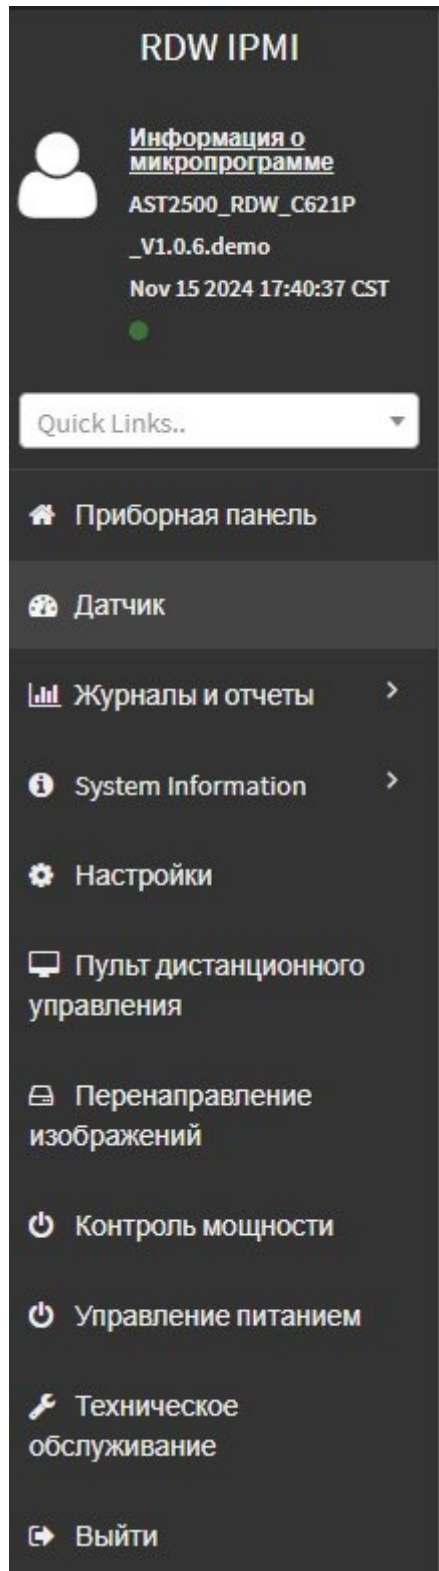 RDW IPMI
Информация о
микропрограмме
AST2500_RDW_C621P
_V1.0.6.demo
Nov 15 2024 17:40:37 CST
Quick Links..
Приборная панель
Датчик
Журналы и отчеты
System Information
Настройки
Пульт дистанционного
управления
Перенаправление
изображений
Контроль мощности
Управление питанием
Техническое
обслуживание
Выйти